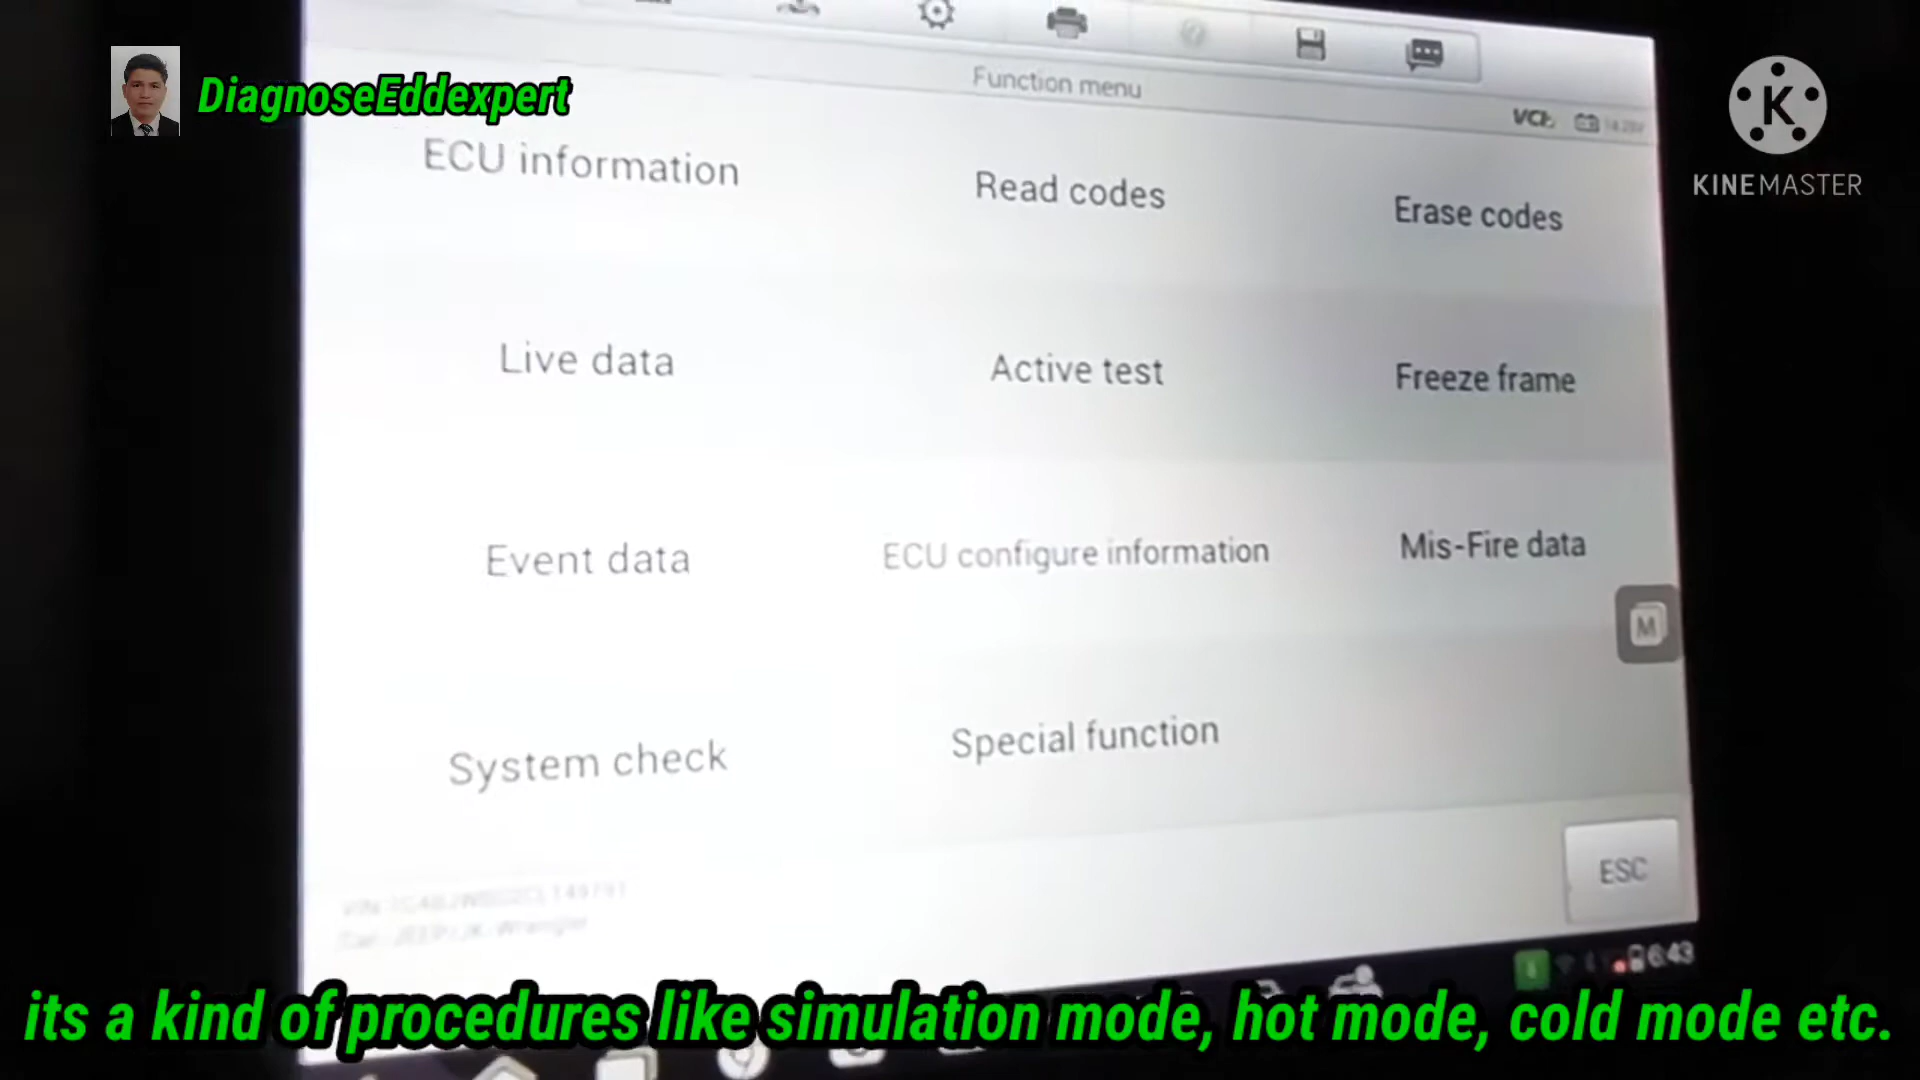 DiagnoseEddexpert
Function menu
VCI
K
KINEMASTER
ECU information
Read codes
Erase codes
Live data
Active test
Freeze frame
Event data
ECU configure information
Mis-Fire data
M
System check
Special function
ESC
6:43
its a kind of procedures like simulation mode, hot mode, cold mode etc.